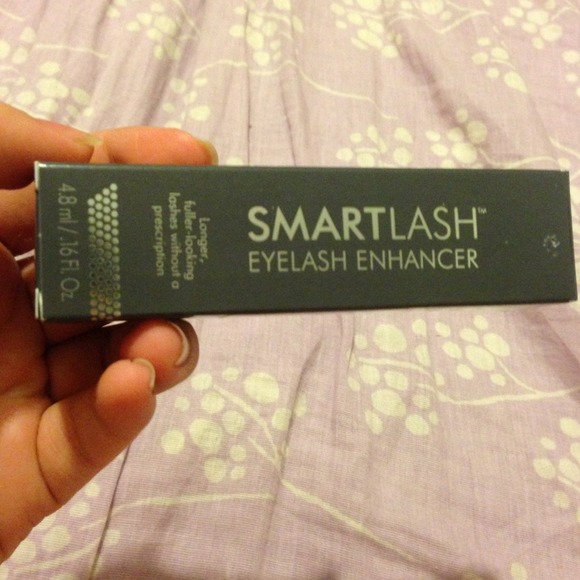 SMARTLASH™
EYELASH ENHANCER
Longer,
fuller-looking
lashes without a
prescription
4.8 ml / .16 Fl. Oz.